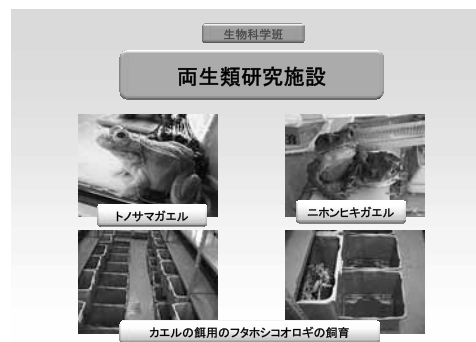 生物科学班
両生類研究施設
トノサマガエル
ニホンヒキガエル
カエルの餌用のフタホシコオロギの飼育